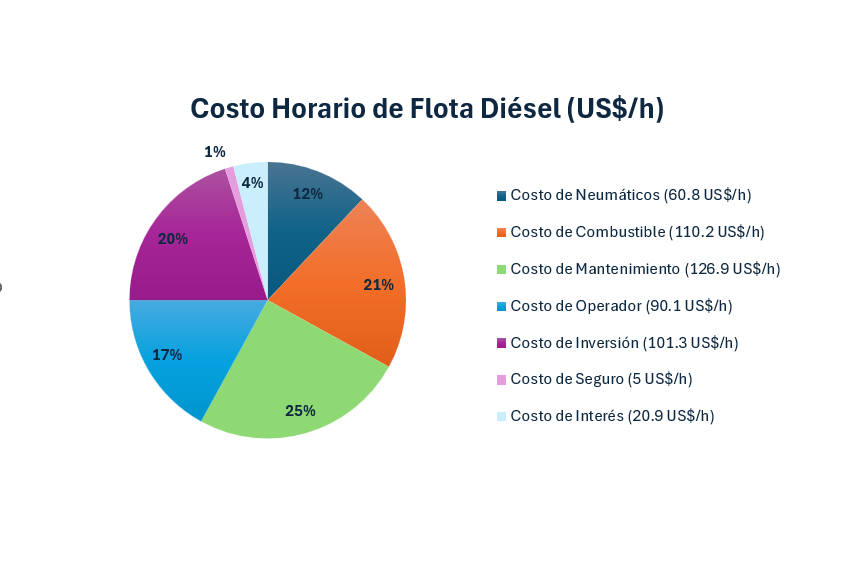 Costo Horario de Flota Diésel (US$/h)
1%
4%
12%
20%
21%
17%
25%
Costo de Neumáticos (60.8 US$/h)
Costo de Combustible (110.2 US$/h)
Costo de Mantenimiento (126.9 US$/h)
Costo de Operador (90.1 US$/h)
Costo de Inversión (101.3 US$/h)
Costo de Seguro (5 US$/h)
Costo de Interés (20.9 US$/h)